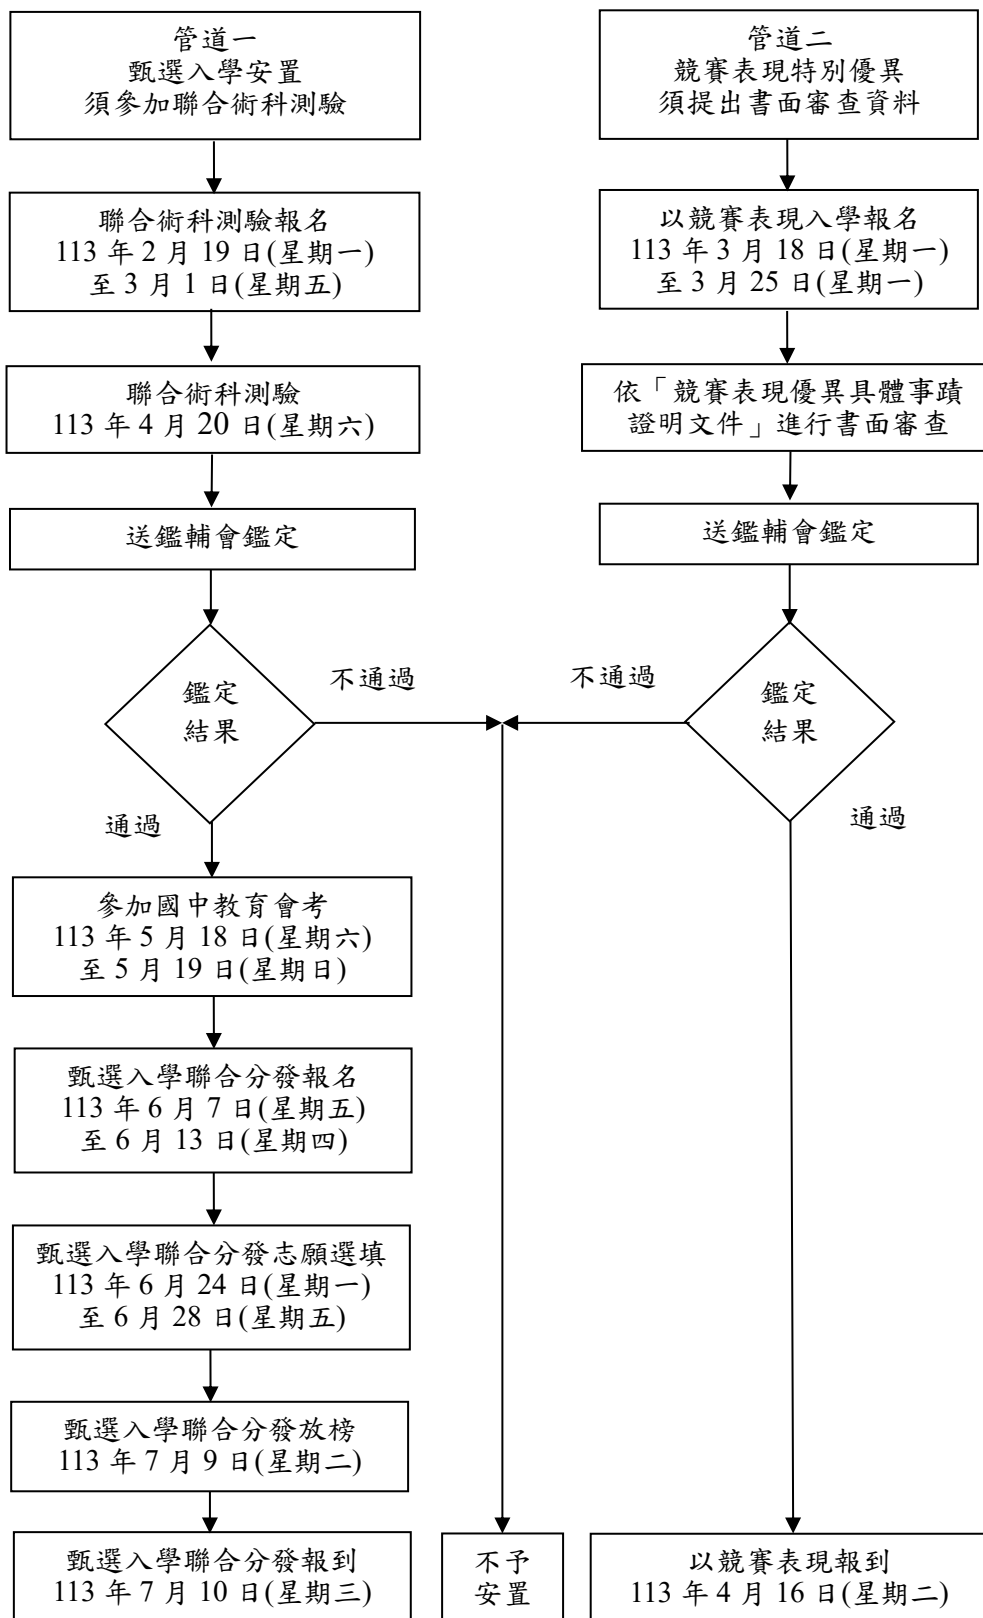 管道一
甄選入學安置
須參加聯合術科測驗
聯合術科測驗報名
113 年 2 月 19 日(星期一)
至 3 月 1 日(星期五)
聯合術科測驗
113 年 4 月 20 日(星期六)
送鑑輔會鑑定
鑑定
結果
不通過
通過
參加國中教育會考
113 年 5 月 18 日(星期六)
至 5 月 19 日(星期日)
甄選入學聯合分發報名
113 年 6 月 7 日(星期五)
至 6 月 13 日(星期四)
甄選入學聯合分發志願選填
113 年 6 月 24 日(星期一)
至 6 月 28 日(星期五)
甄選入學聯合分發放榜
113 年 7 月 9 日(星期二)
甄選入學聯合分發報到
113 年 7 月 10 日(星期三)
管道二
競賽表現特別優異
須提出書面審查資料
以競賽表現入學報名
113 年 3 月 18 日(星期一)
至 3 月 25 日(星期一)
依「競賽表現優異具體事蹟
證明文件」進行書面審查
送鑑輔會鑑定
鑑定
結果
不通過
通過
不予
安置
以競賽表現報到
113 年 4 月 16 日(星期二)